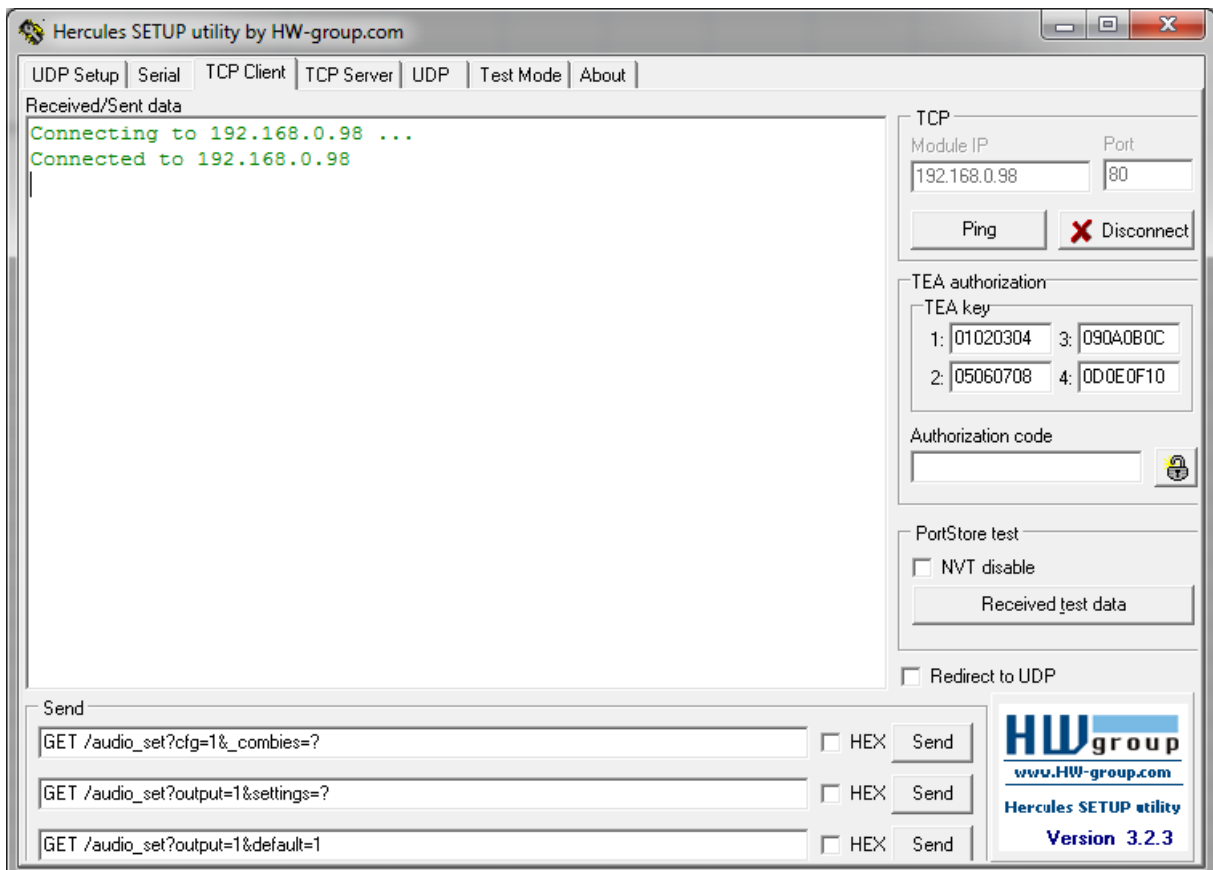 Hercules SETUP utility by HW-group.com
UDP Setup Serial TCP Client TCP Server UDP Test Mode About
Received/Sent data
Connecting to 192.168.0.98 ...
Connected to 192.168.0.98
TCP
Module IP Port
192.168.0.98 80
Ping Disconnect
TEA authorization
TEA key
1: 01020304 3: 090A0B0C
2: 05060708 4: 0D0E0F10
Authorization code
PortStore test
NVT disable
Received test data
Redirect to UDP
Send
GET /audio_set?cfg=1&_combies=? HEX Send
GET /audio_set?output=1&settings=? HEX Send
GET /audio_set?output=1&default=1 HEX Send
HW group
www.HW-group.com
Hercules SETUP utility
Version 3.2.3